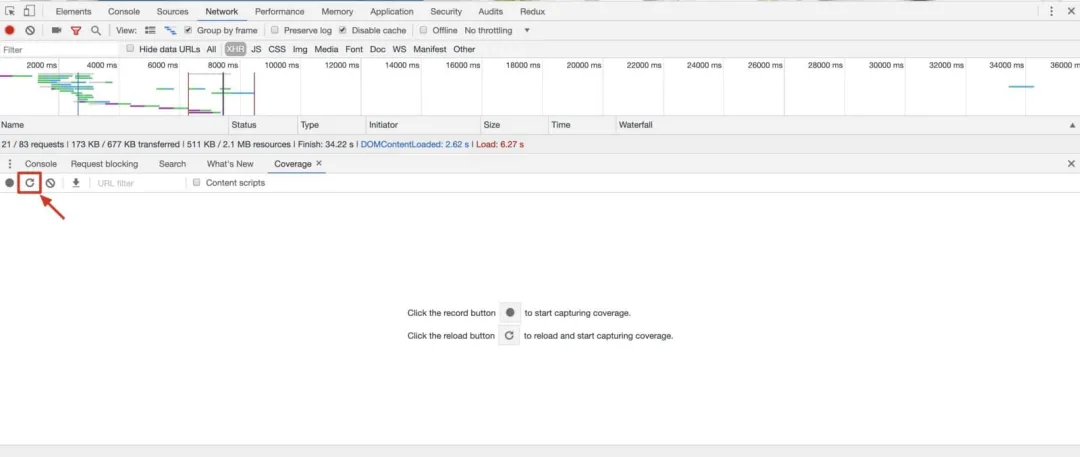 Elements Console Sources Network Performance Memory Application Security Audits Redux
View: Group by frame Preserve log Disable cache Offline No throttling
Filter Hide data URLs All XHR JS CSS Img Media Font Doc WS Manifest Other
2000 ms 4000 ms 6000 ms 8000 ms 10000 ms 12000 ms 14000 ms 16000 ms 18000 ms 20000 ms 22000 ms 24000 ms 26000 ms 28000 ms 30000 ms 32000 ms 34000 ms 36000 m
Name Status Type Initiator Size Time Waterfall
21 / 83 requests | 173 KB / 677 KB transferred | 511 KB / 2.1 MB resources | Finish: 34.22 s | DOMContentLoaded: 2.62 s | Load: 6.27 s
Console Request blocking Search What's New Coverage
URL filter Content scripts
Click the record button to start capturing coverage.
Click the reload button to reload and start capturing coverage.